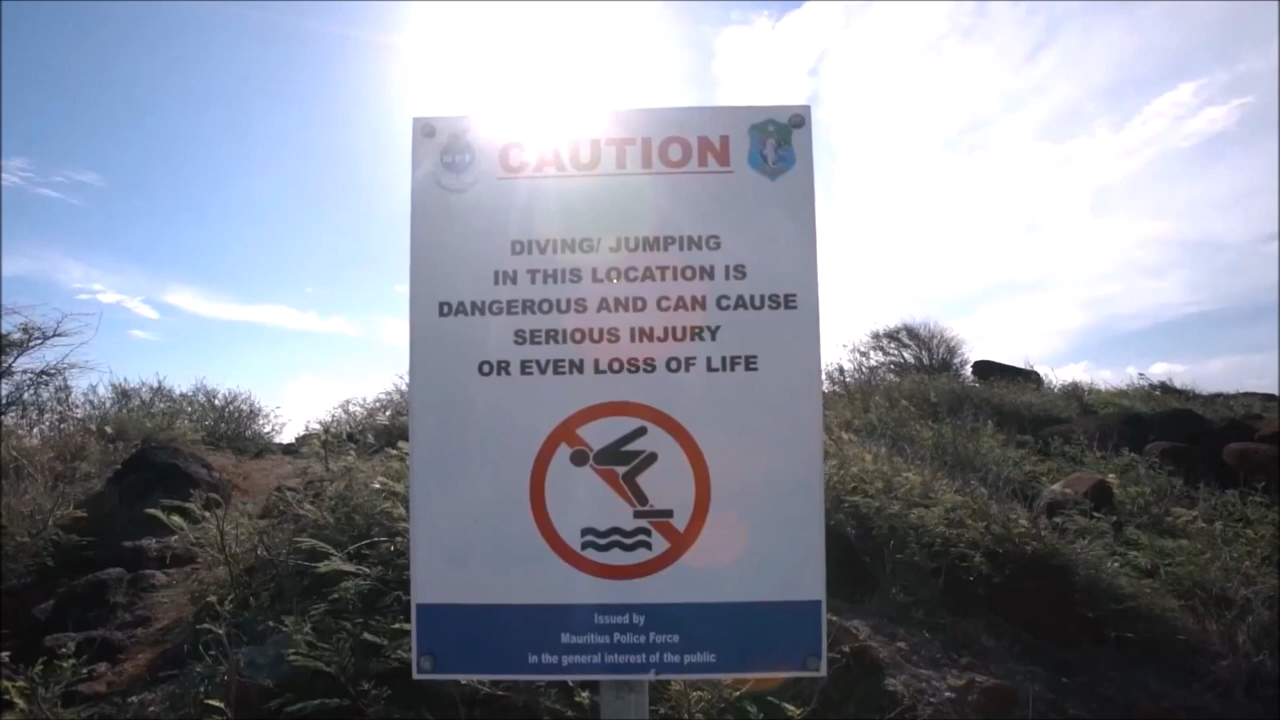 CAUTION
DIVING/ JUMPING
IN THIS LOCATION IS
DANGEROUS AND CAN CAUSE
SERIOUS INJURY
OR EVEN LOSS OF LIFE
Issued by
Mauritius Police Force
in the general interest of the public